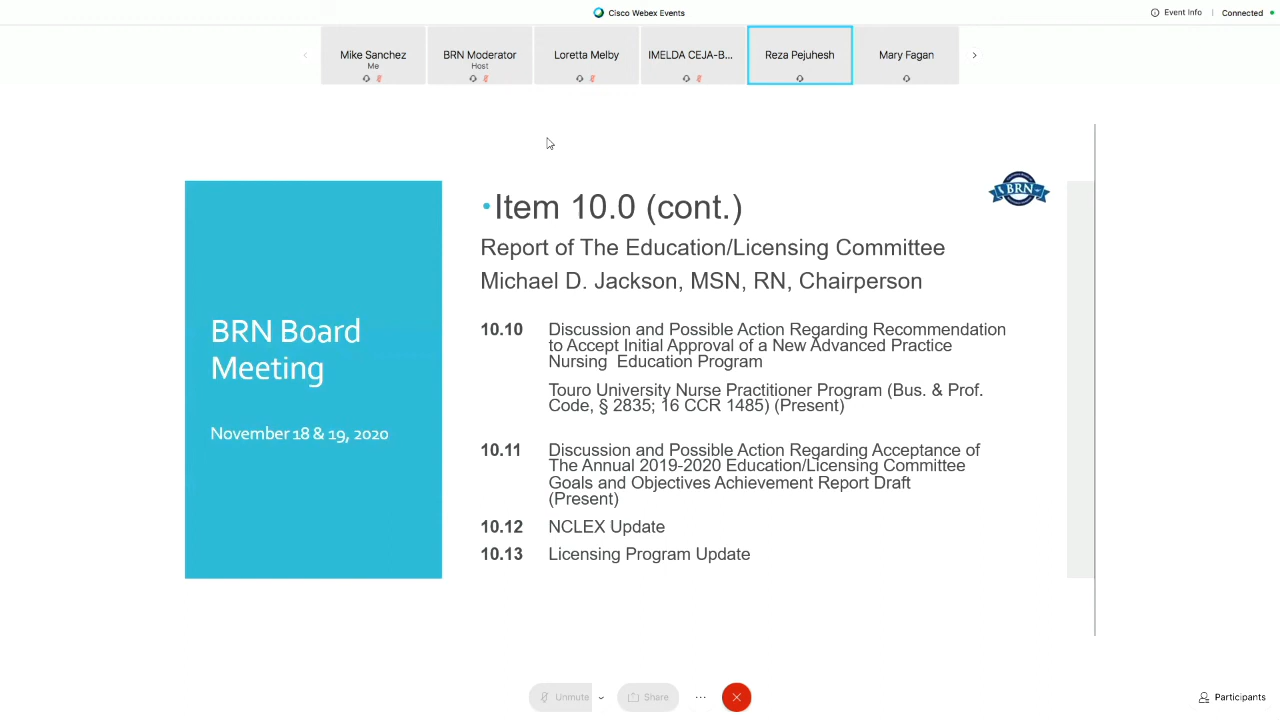 Cisco Webex Events
Event Info
Connected
Mike Sanchez
Me
BRN Moderator
Host
Loretta Melby
IMELDA CEJA-B...
Reza Pejuhesh
Mary Fagan
BRN
BRN Board
Meeting
November 18 & 19, 2020
•Item 10.0 (cont.)
Report of The Education/Licensing Committee
Michael D. Jackson, MSN, RN, Chairperson
10.10 Discussion and Possible Action Regarding Recommendation
to Accept Initial Approval of a New Advanced Practice
Nursing Education Program
Touro University Nurse Practitioner Program (Bus. & Prof.
Code, § 2835; 16 CCR 1485) (Present)
10.11 Discussion and Possible Action Regarding Acceptance of
The Annual 2019-2020 Education/Licensing Committee
Goals and Objectives Achievement Report Draft
(Present)
10.12 NCLEX Update
10.13 Licensing Program Update
Unmute
Share
...
Participants